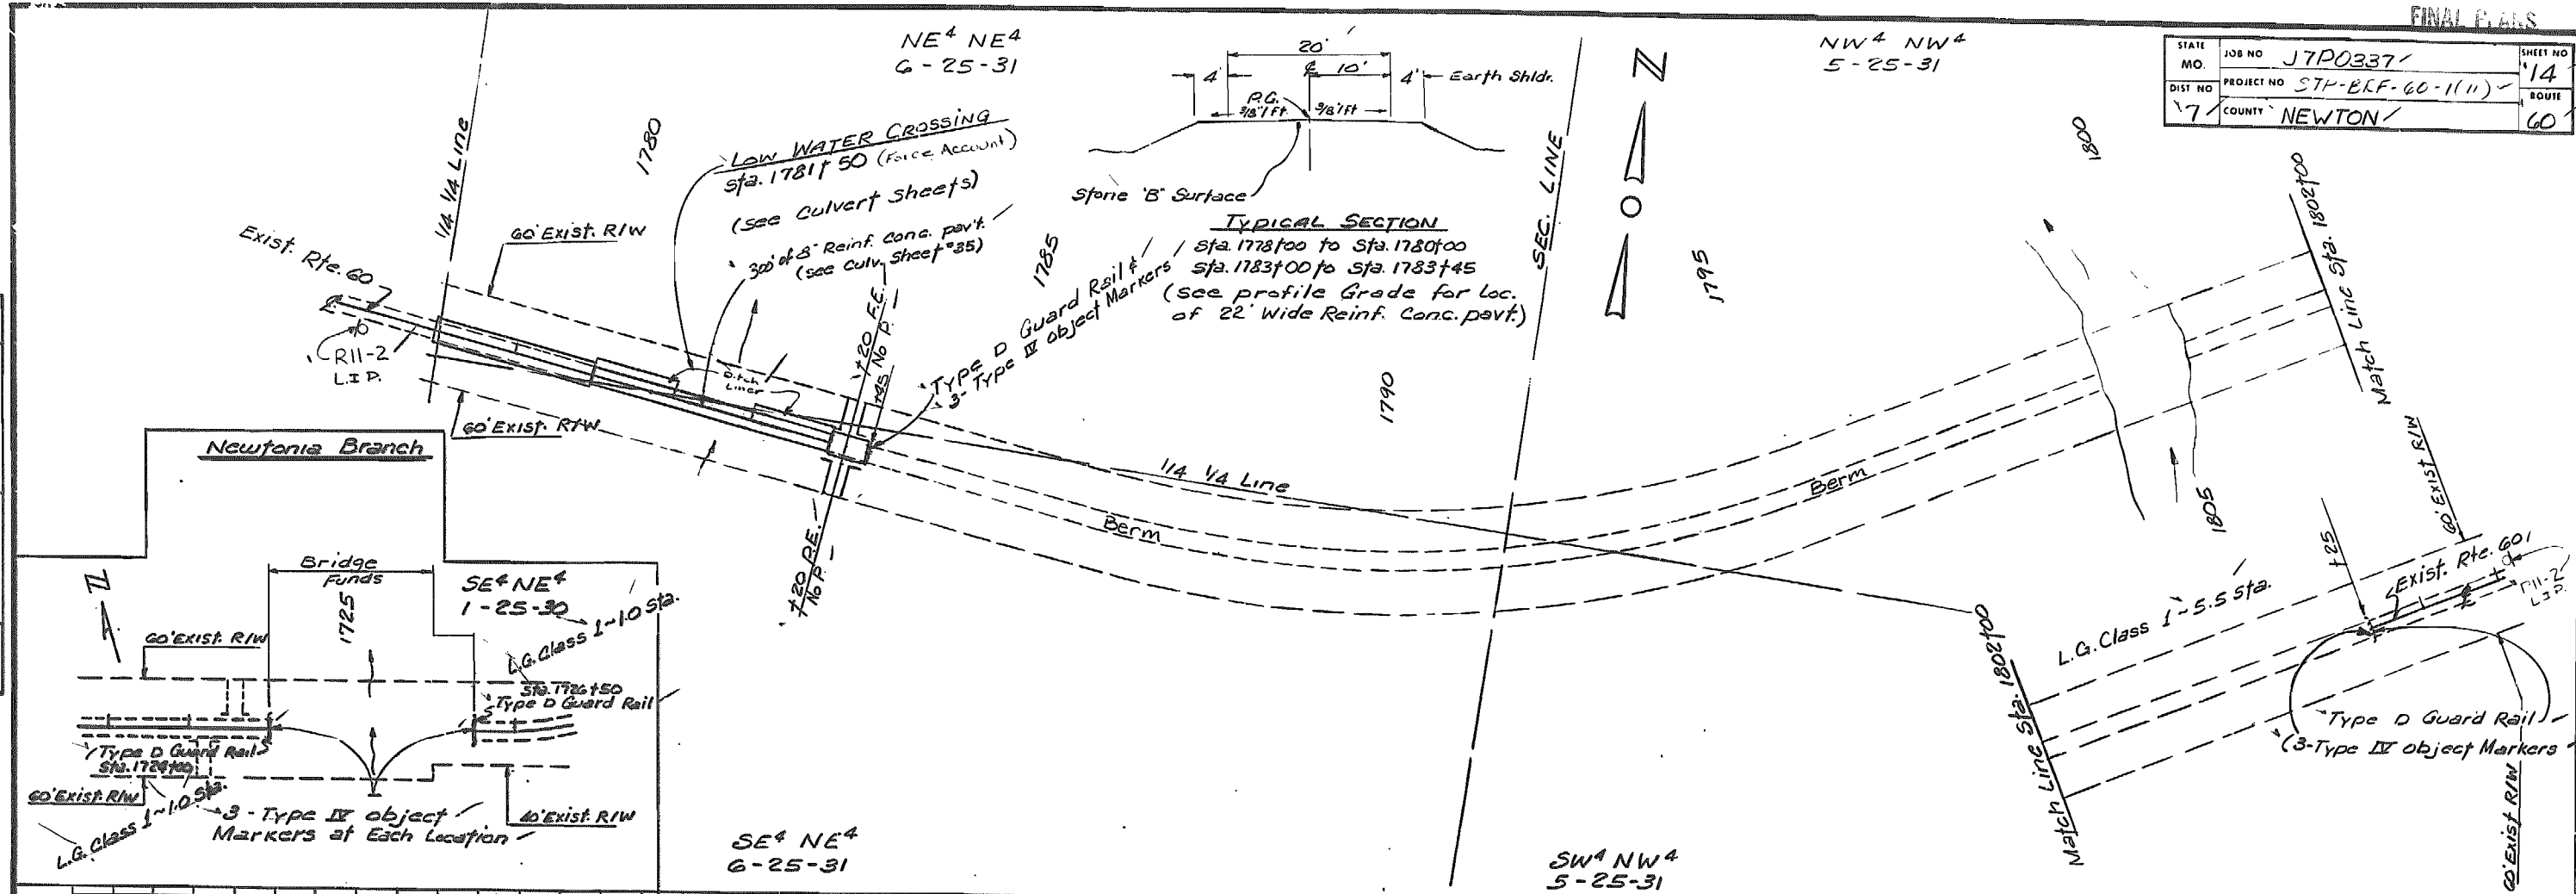 FINAL PLANS
STATE MO.
JOB NO J7P0337
SHEET NO 14
DIST NO 7
PROJECT NO STP-BRF-60-1(11)
COUNTY NEWTON
ROUTE 60
NE⁴ NE⁴
6-25-31
NW⁴ NW⁴
5-25-31
20'
10'
4'
4'
Earth Shldr.
P.G.
3/8"/Ft.
3/8"/Ft
Stone "B" Surface
TYPICAL SECTION
Sta. 1778+00 to Sta. 1780+00
Sta. 1783+00 to Sta. 1783+45
(see profile Grade for Loc.
of 22' Wide Reinf. Conc. pavt.)
N
1/4 1/4 Line
1780
LOW WATER CROSSING
Sta. 1781+50 (Force Account)
(see Culvert Sheets)
300' of 8" Reinf. Conc. pavt.
(see Culv. Sheet #35)
60' Exist. R/W
Exist. Rte. 60
R11-2
L.I.P.
Ditch
Liner
60' Exist. R/W
+20 F.E.
+45 No P.
1785
Type D Guard Rail &
3-Type IV object Markers
+20 P.E.
No P.
1790
1/4 1/4 Line
SEC. LINE
1795
Berm
Berm
1800
Match Line Sta. 1802+00
1805
60' Exist R/W
+25
Exist. Rte. 60
R11-2
L.I.P.
L.G. Class 1~5.5 Sta.
Match Line Sta. 1802+00
Type D Guard Rail
(3-Type IV object Markers
60' Exist R/W
Newtonia Branch
N
Bridge
Funds
1725
SE⁴ NE⁴
1-25-30
L.G. Class 1~1.0 Sta.
60' Exist. R/W
Sta. 1726+50
Type D Guard Rail
Type D Guard Rail
Sta. 1724+00
60' Exist. R/W
L.G. Class 1~1.0 Sta.
3-Type IV object
Markers at Each Location
40' Exist R/W
SE⁴ NE⁴
6-25-31
SW⁴ NW⁴
5-25-31